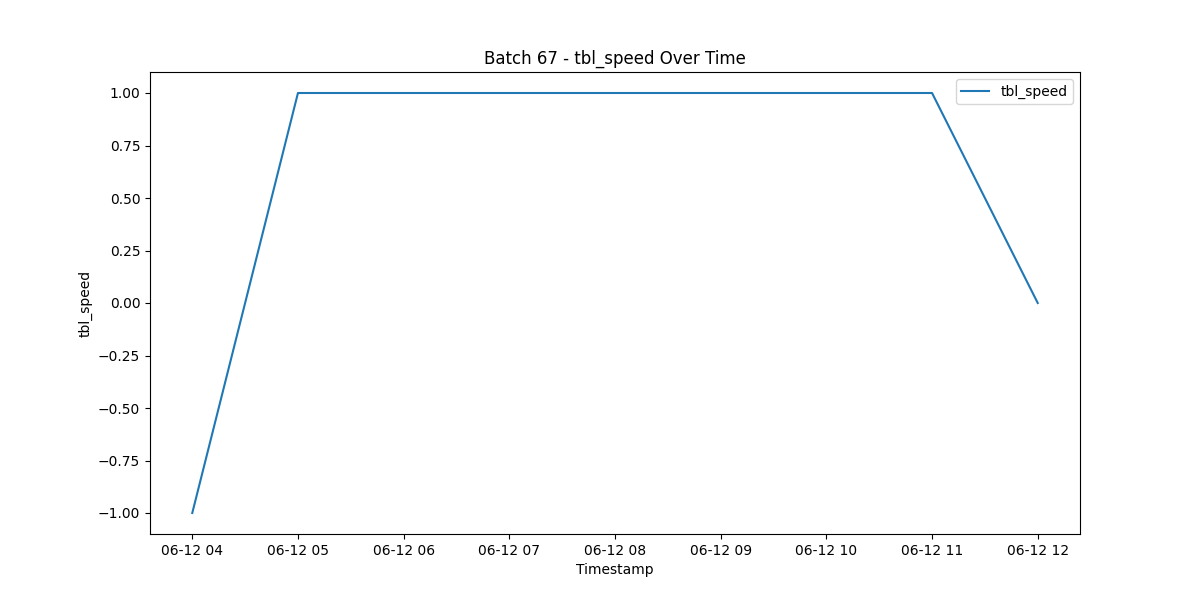 Batch 67 - tbl_speed Over Time
tbl_speed
1.00
0.75
0.50
0.25
0.00
−0.25
−0.50
−0.75
−1.00
tbl_speed
06-12 04 06-12 05 06-12 06 06-12 07 06-12 08 06-12 09 06-12 10 06-12 11 06-12 12
Timestamp